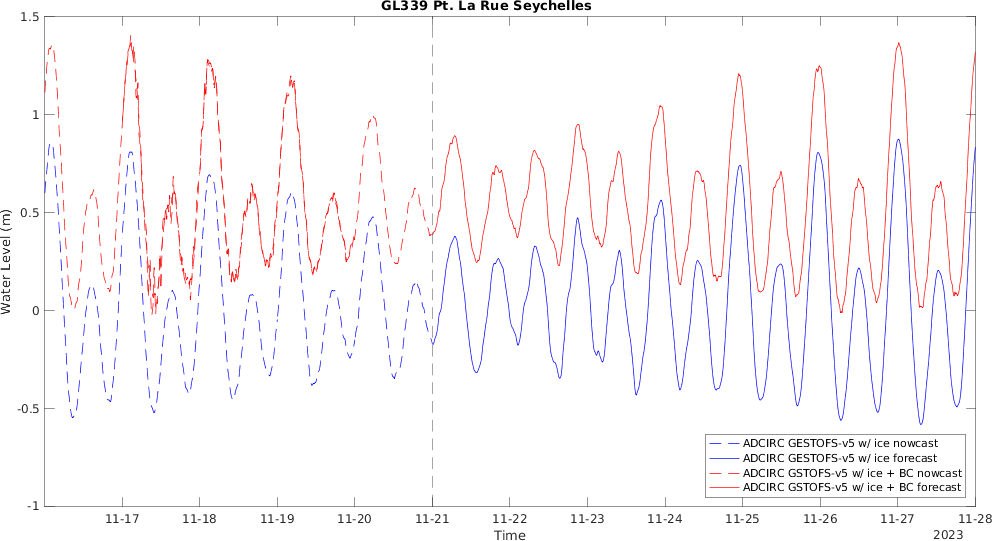 GL339 Pt. La Rue Seychelles
Water Level (m)
1.5
1
0.5
0
-0.5
-1
ADCIRC GESTOFS-v5 w/ ice nowcast
ADCIRC GESTOFS-v5 w/ ice forecast
ADCIRC GSTOFS-v5 w/ ice + BC nowcast
ADCIRC GSTOFS-v5 w/ ice + BC forecast
11-17 11-18 11-19 11-20 11-21 11-22 11-23 11-24 11-25 11-26 11-27 11-28
Time
2023